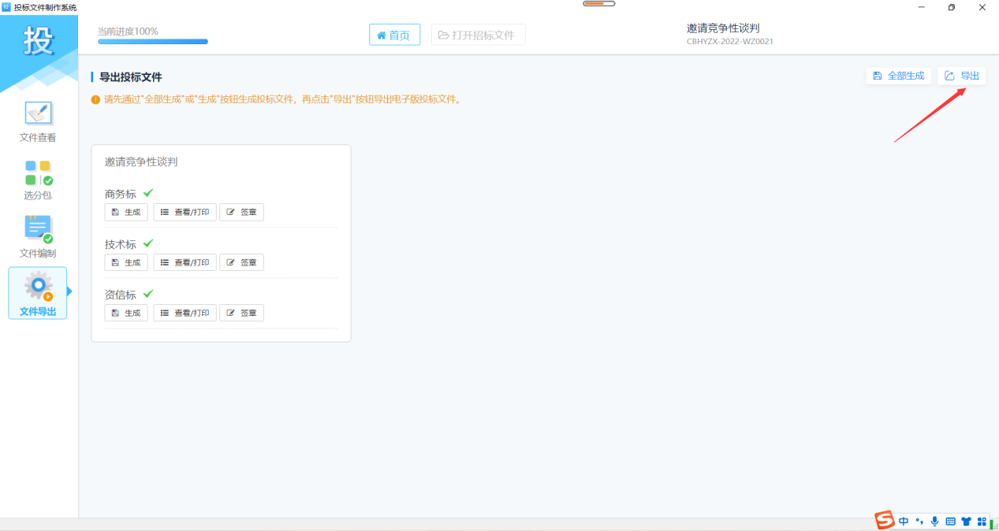 投标文件制作系统
投
当前进度100%
首页
打开招标文件
邀请竞争性谈判
CBHYZX-2022-WZ0021
导出投标文件
全部生成
导出
请先通过"全部生成"或"生成"按钮生成投标文件，再点击"导出"按钮导出电子版投标文件。
文件查看
选分包
文件编制
文件导出
邀请竞争性谈判
商务标
生成
查看/打印
签章
技术标
生成
查看/打印
签章
资信标
生成
查看/打印
签章
中